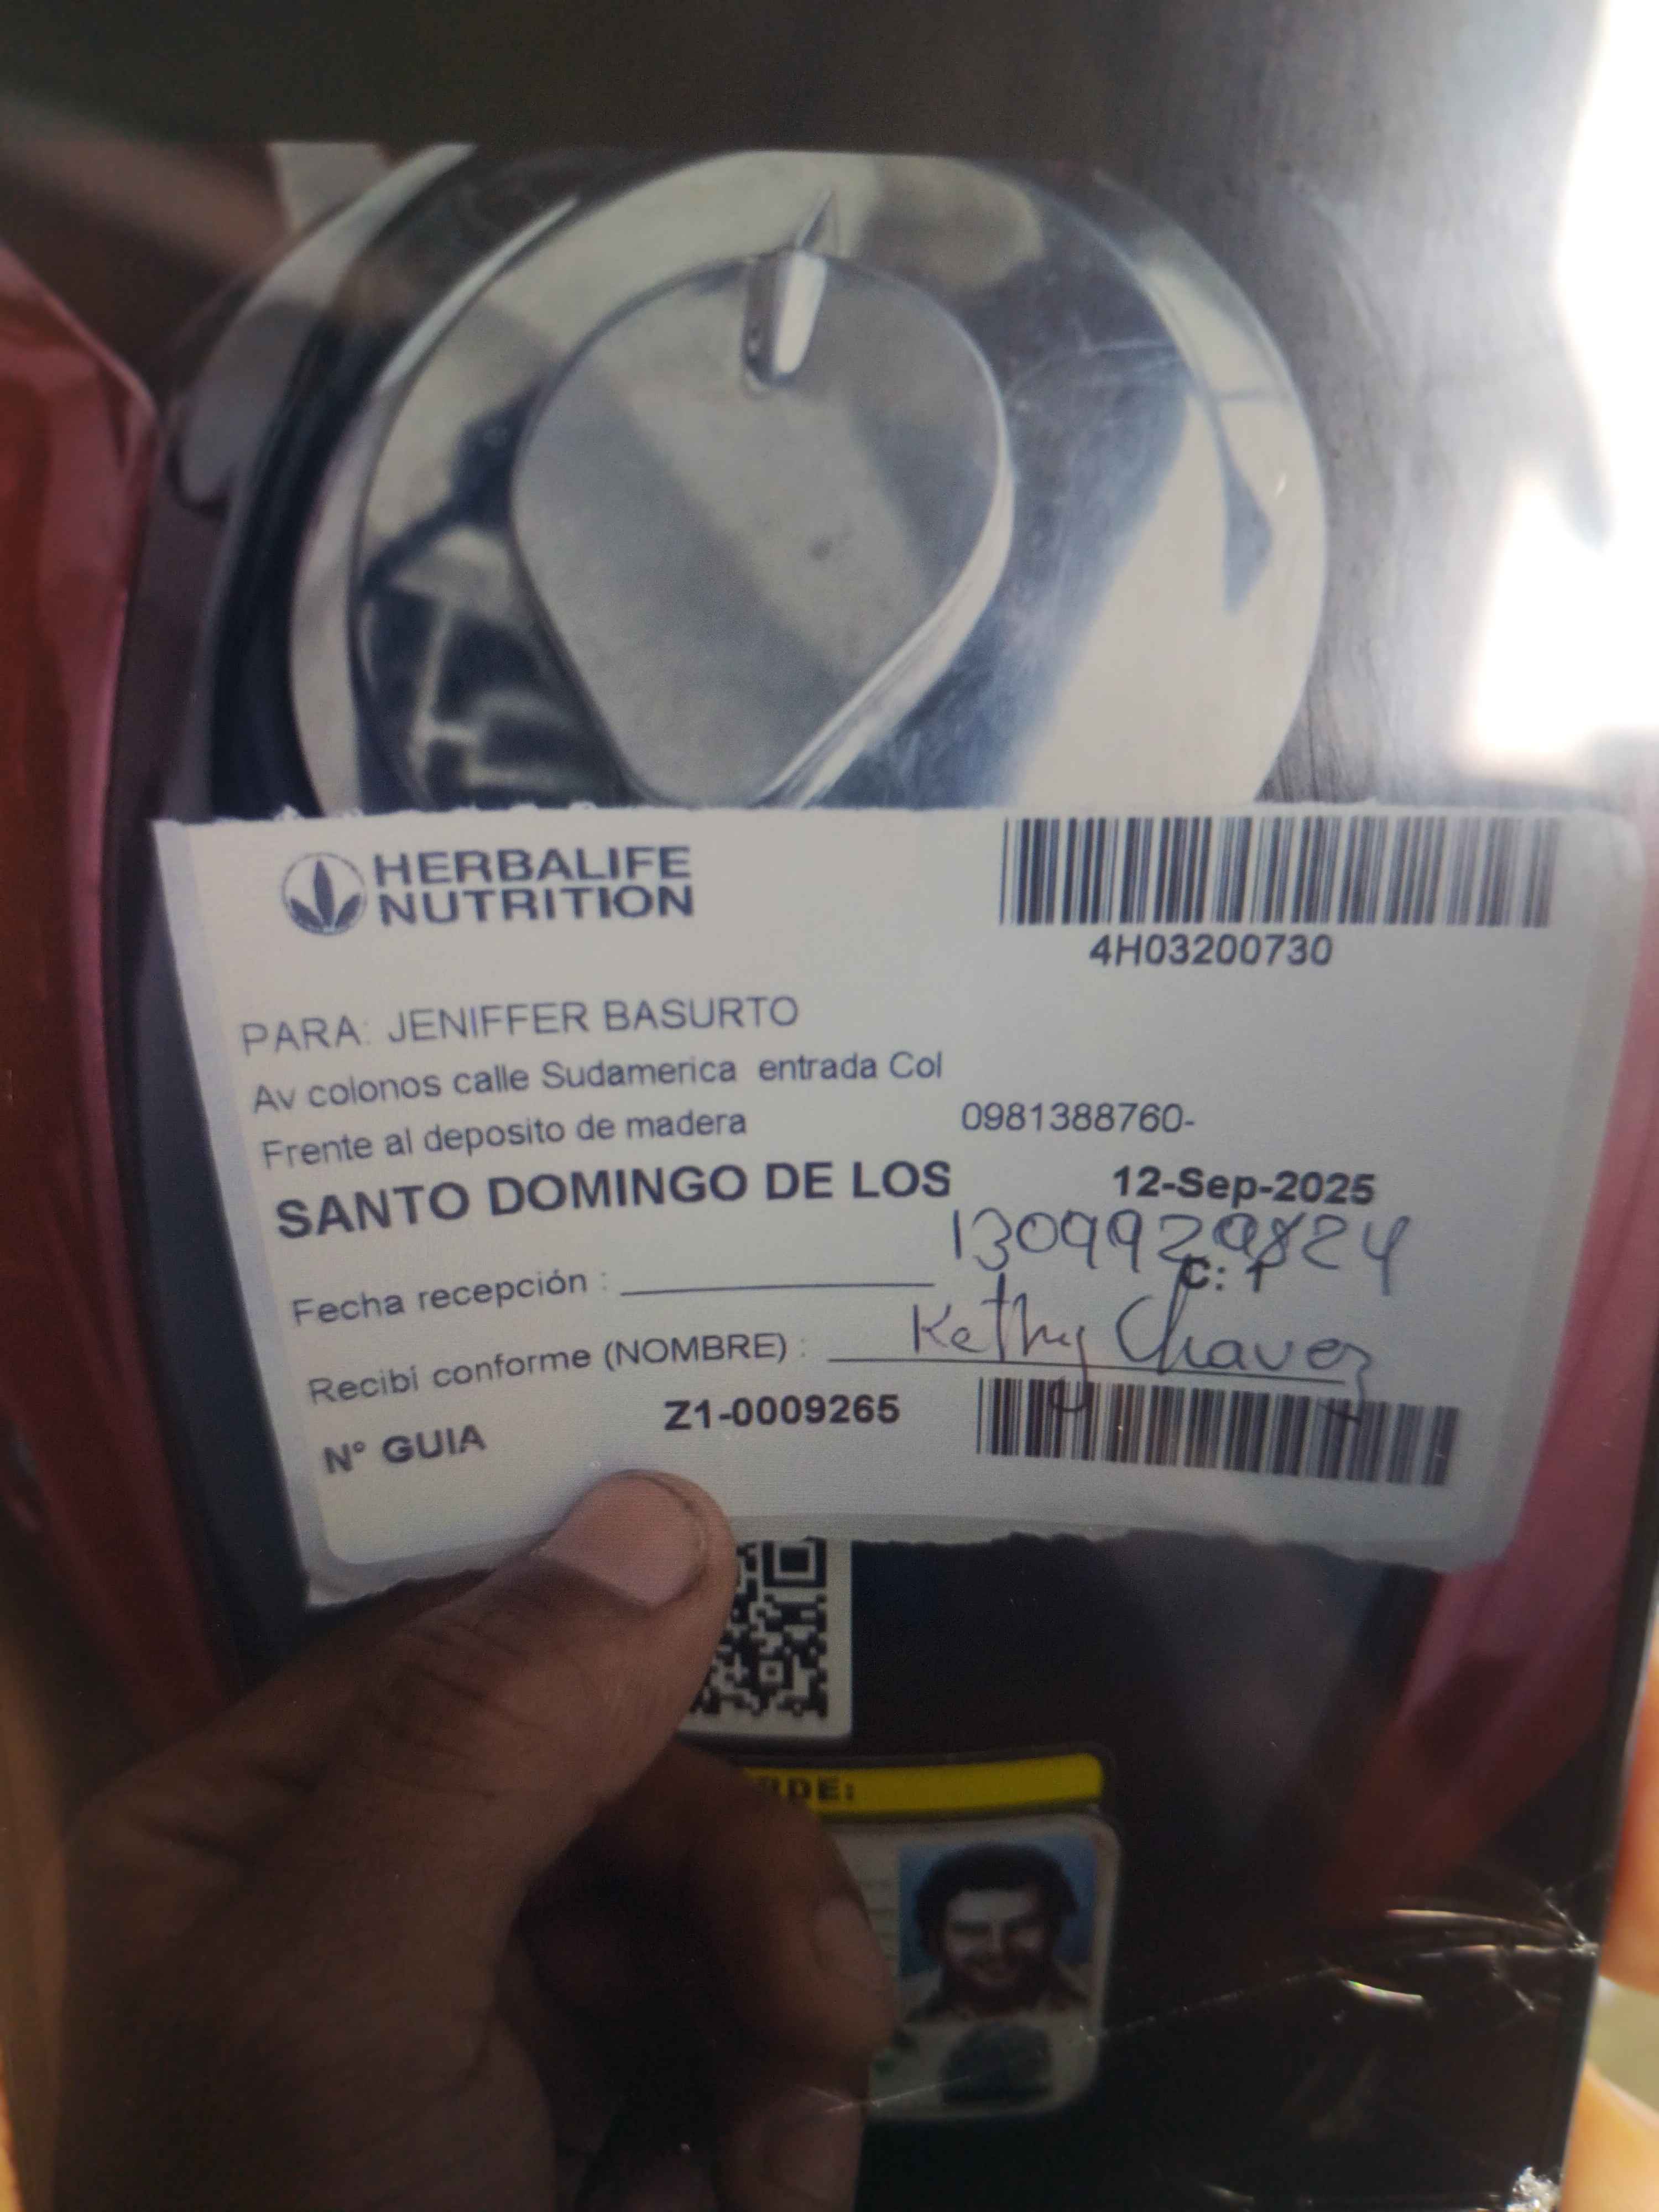 HERBALIFE
NUTRITION
4H03200730
PARA: JENIFFER BASURTO
Av colonos calle Sudamerica entrada Col
Frente al deposito de madera 0981388760-
SANTO DOMINGO DE LOS 12-Sep-2025
1309929824
C: 1
Fecha recepción :
Recibi conforme (NOMBRE) : Kethy Chavez
N° GUIA Z1-0009265
RDE: